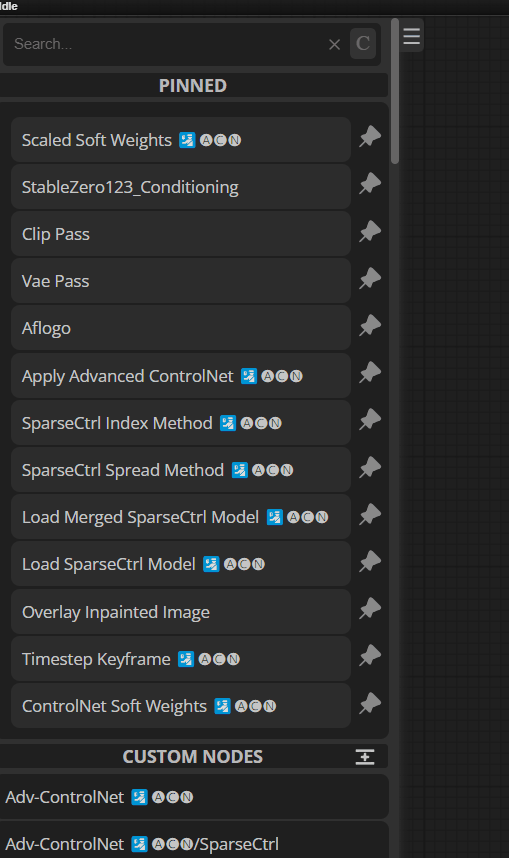 Idle
Search... × C
PINNED
Scaled Soft Weights 🛂🅐🅒🅝
StableZero123_Conditioning
Clip Pass
Vae Pass
Aflogo
Apply Advanced ControlNet 🛂🅐🅒🅝
SparseCtrl Index Method 🛂🅐🅒🅝
SparseCtrl Spread Method 🛂🅐🅒🅝
Load Merged SparseCtrl Model 🛂🅐🅒🅝
Load SparseCtrl Model 🛂🅐🅒🅝
Overlay Inpainted Image
Timestep Keyframe 🛂🅐🅒🅝
ControlNet Soft Weights 🛂🅐🅒🅝
CUSTOM NODES
Adv-ControlNet 🛂🅐🅒🅝
Adv-ControlNet 🛂🅐🅒🅝/SparseCtrl